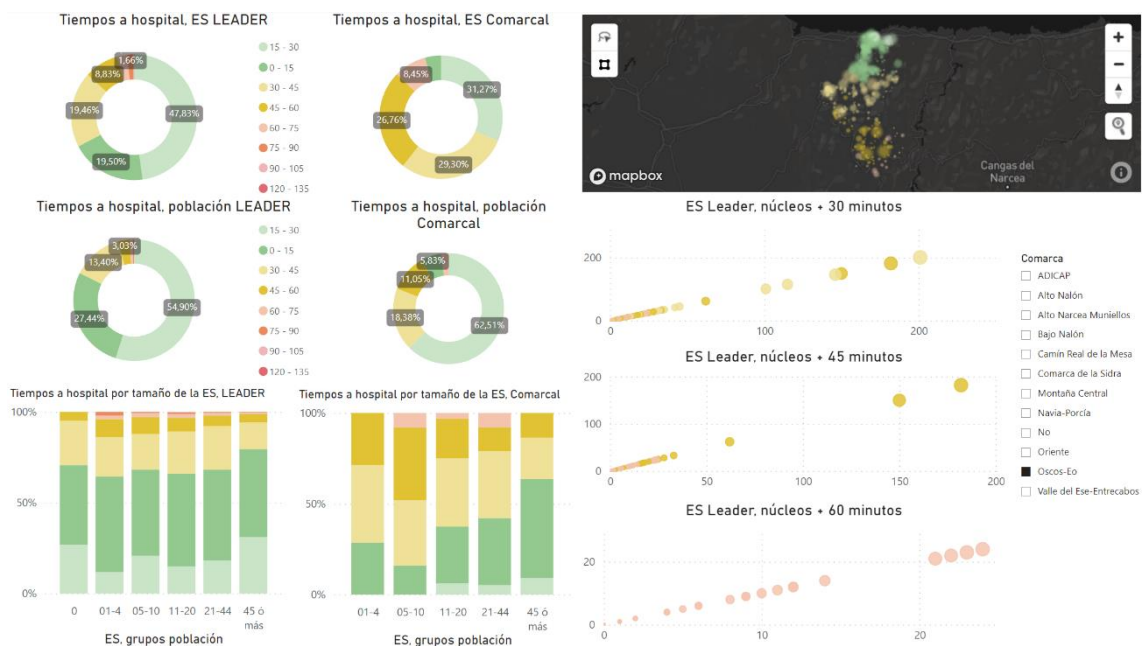 Tiempos a hospital, ES LEADER
1,66%
8,83%
19,46%
47,83%
19,50%
15 - 30
0 - 15
30 - 45
45 - 60
60 - 75
75 - 90
90 - 105
120 - 135
Tiempos a hospital, ES Comarcal
8,45%
31,27%
26,76%
29,30%
mapbox
Cangas del
Narcea
Tiempos a hospital, población LEADER
3,03%
13,40%
27,44%
54,90%
15 - 30
0 - 15
30 - 45
45 - 60
60 - 75
75 - 90
90 - 105
120 - 135
Tiempos a hospital, población
Comarcal
5,83%
11,05%
18,38%
62,51%
ES Leader, núcleos + 30 minutos
200
0
0
100
200
ES Leader, núcleos + 45 minutos
200
100
0
0
50
100
150
200
ES Leader, núcleos + 60 minutos
20
0
0
10
20
Comarca
ADICAP
Alto Nalón
Alto Narcea Muniellos
Bajo Nalón
Camín Real de la Mesa
Comarca de la Sidra
Montaña Central
Navia-Porcía
No
Oriente
Oscos-Eo
Valle del Ese-Entrecabos
Tiempos a hospital por tamaño de la ES, LEADER
100%
50%
0%
0
01-4
05-10
11-20
21-44
45 ó
más
ES, grupos población
Tiempos a hospital por tamaño de la ES, Comarcal
100%
50%
0%
01-4
05-10
11-20
21-44
45 ó
más
ES, grupos población